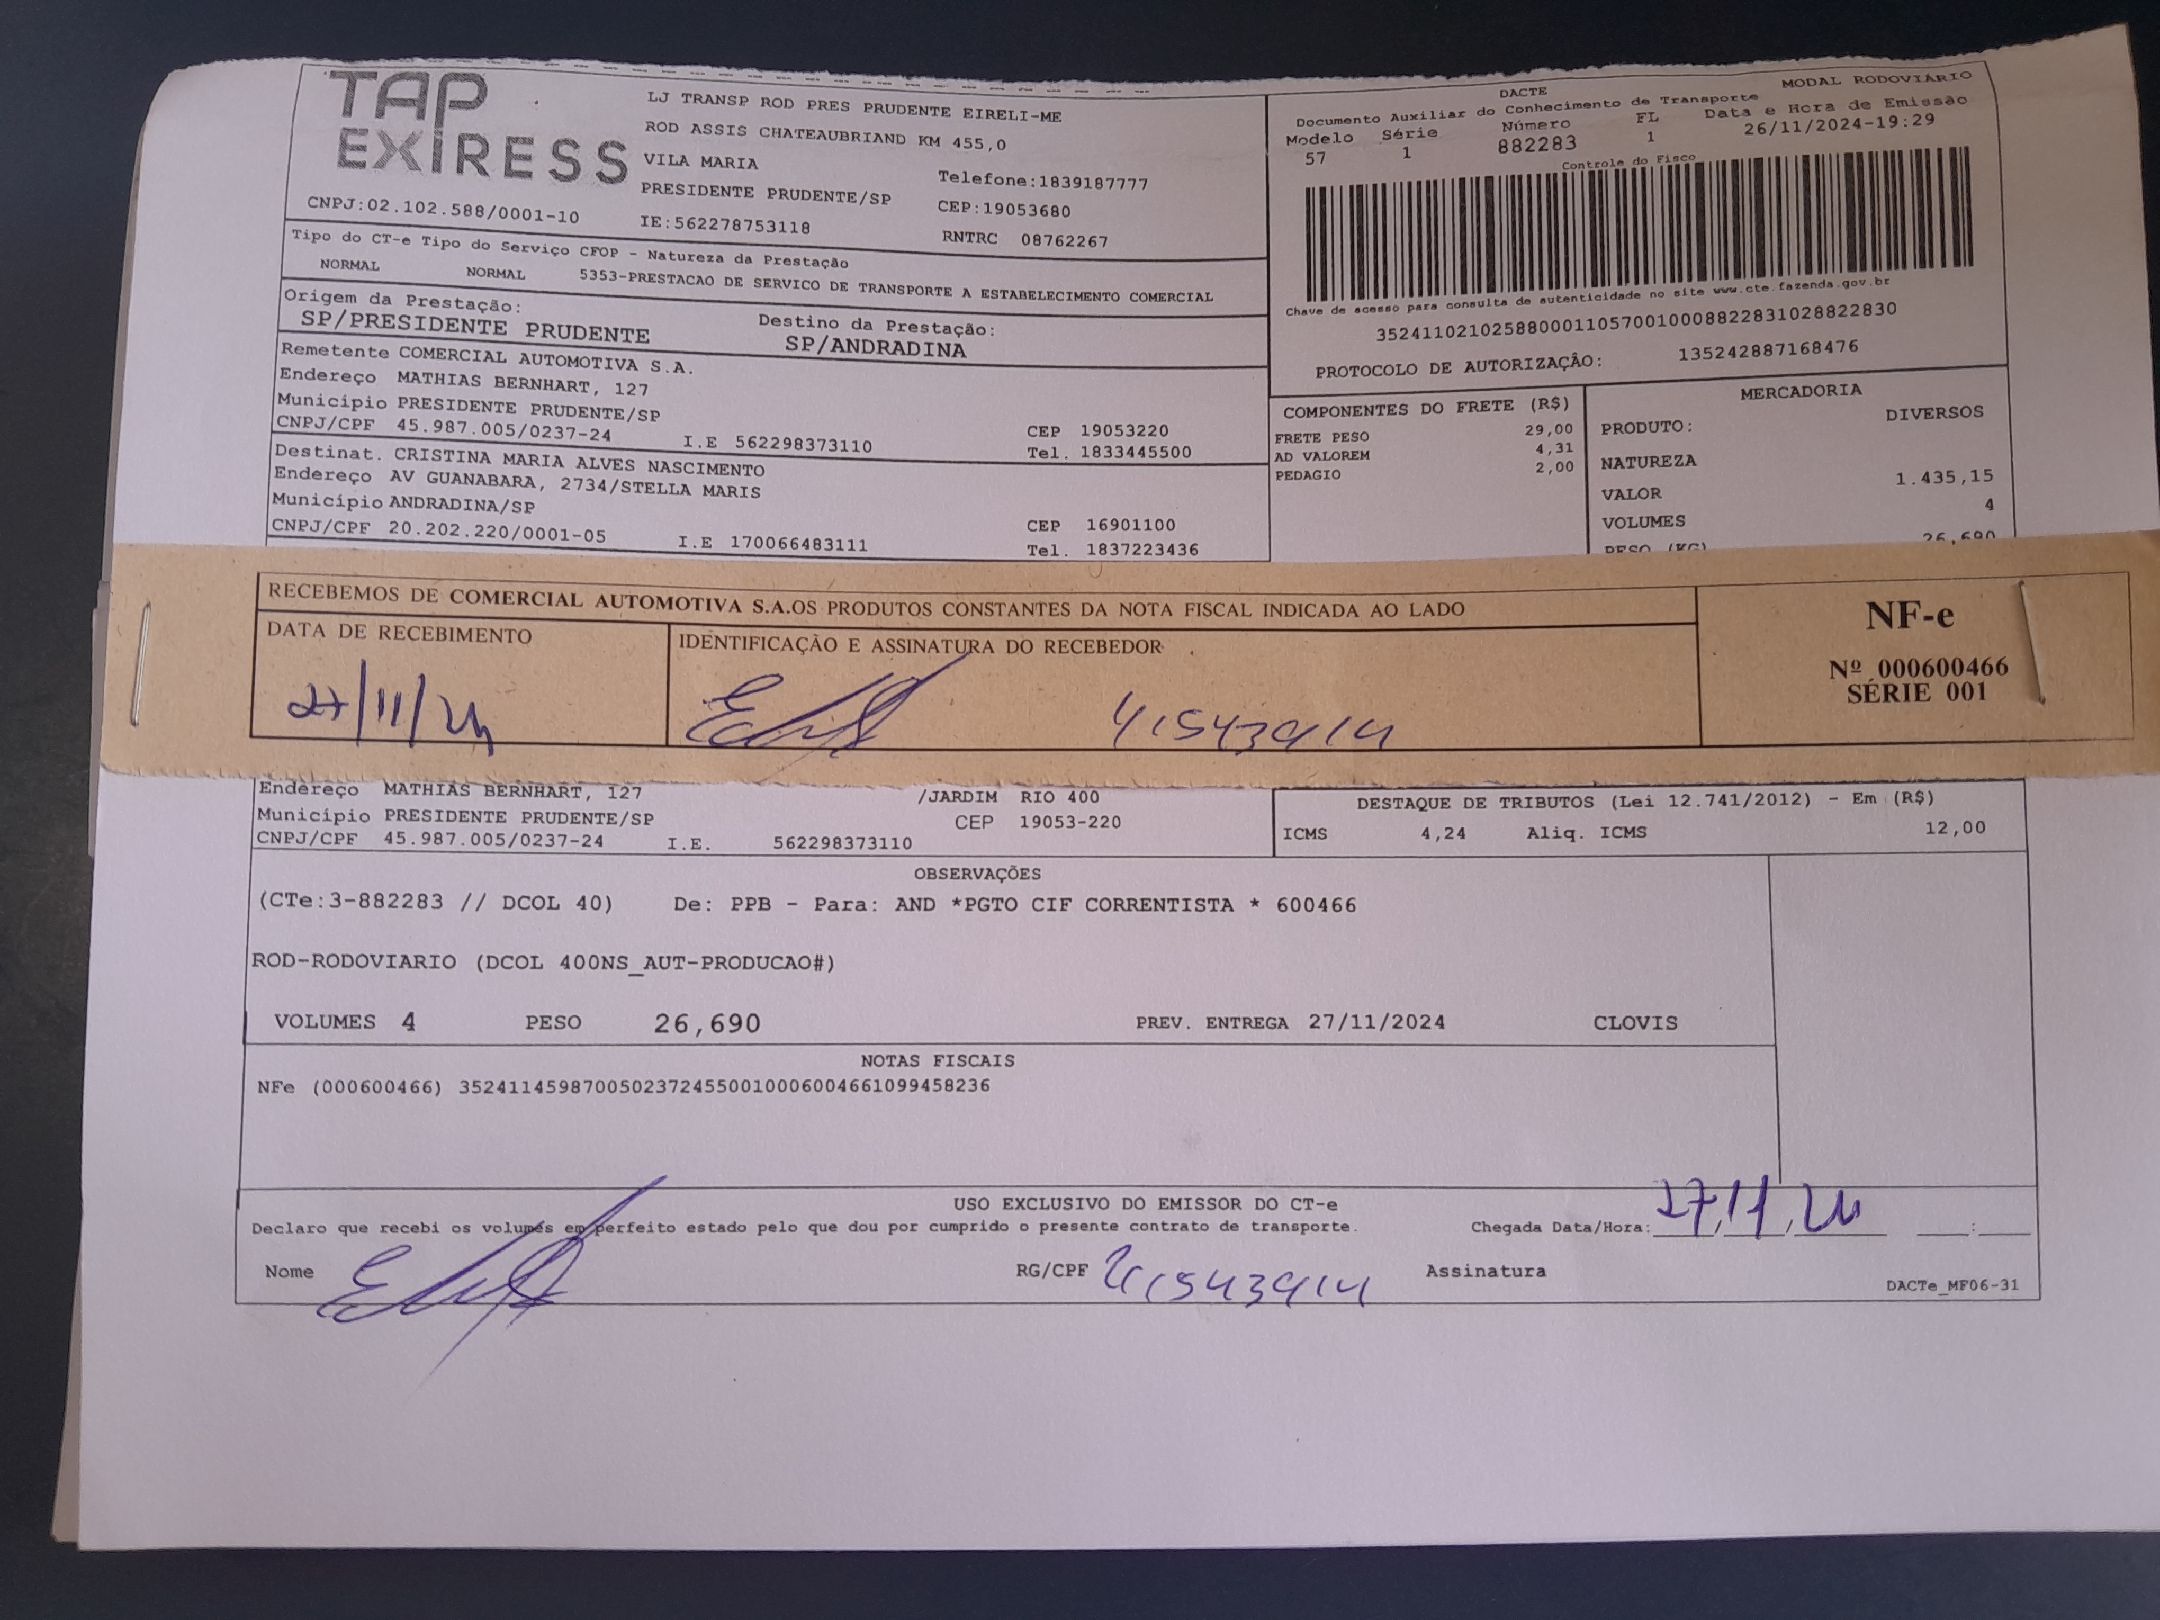 TAP
EXIRESS
LJ TRANSP ROD PRES PRUDENTE EIRELI-ME
ROD ASSIS CHATEAUBRIAND KM 455,0
VILA MARIA
Telefone:1839187777
PRESIDENTE PRUDENTE/SP
CEP:19053680
CNPJ:02.102.588/0001-10
IE:562278753118
RNTRC 08762267
DACTE
MODAL RODOVIÁRIO
Documento Auxiliar do Conhecimento de Transporte
Modelo Série Número FL Data e Hora de Emissão
57 1 882283 1 26/11/2024-19:29
Controle do Fisco
Chave de acesso para consulta de autenticidade no site www.cte.fazenda.gov.br
35241102102588000110570010008822831028822830
PROTOCOLO DE AUTORIZAÇÃO: 135242887168476
Tipo do CT-e Tipo do Serviço CFOP - Natureza da Prestação
NORMAL NORMAL 5353-PRESTACAO DE SERVICO DE TRANSPORTE A ESTABELECIMENTO COMERCIAL
Origem da Prestação: Destino da Prestação:
SP/PRESIDENTE PRUDENTE SP/ANDRADINA
Remetente COMERCIAL AUTOMOTIVA S.A.
Endereço MATHIAS BERNHART, 127
Município PRESIDENTE PRUDENTE/SP CEP 19053220
CNPJ/CPF 45.987.005/0237-24 I.E 562298373110 Tel. 1833445500
Destinat. CRISTINA MARIA ALVES NASCIMENTO
Endereço AV GUANABARA, 2734/STELLA MARIS
Município ANDRADINA/SP CEP 16901100
CNPJ/CPF 20.202.220/0001-05 I.E 170066483111 Tel. 1837223436
COMPONENTES DO FRETE (R$)
FRETE PESO 29,00
AD VALOREM 4,31
PEDAGIO 2,00
MERCADORIA
PRODUTO: DIVERSOS
NATUREZA
VALOR 1.435,15
VOLUMES 4
PESO (KG) 26,690
RECEBEMOS DE COMERCIAL AUTOMOTIVA S.A.OS PRODUTOS CONSTANTES DA NOTA FISCAL INDICADA AO LADO
DATA DE RECEBIMENTO
IDENTIFICAÇÃO E ASSINATURA DO RECEBEDOR
27/11/24
41543914
NF-e
Nº 000600466
SÉRIE 001
Endereço MATHIAS BERNHART, 127 /JARDIM RIO 400
Município PRESIDENTE PRUDENTE/SP CEP 19053-220
CNPJ/CPF 45.987.005/0237-24 I.E. 562298373110
DESTAQUE DE TRIBUTOS (Lei 12.741/2012) - Em (R$)
ICMS 4,24 Aliq. ICMS 12,00
OBSERVAÇÕES
(CTe:3-882283 // DCOL 40) De: PPB - Para: AND *PGTO CIF CORRENTISTA * 600466
ROD-RODOVIARIO (DCOL 400NS_AUT-PRODUCAO#)
VOLUMES 4 PESO 26,690 PREV. ENTREGA 27/11/2024 CLOVIS
NOTAS FISCAIS
NFe (000600466) 35241145987005023724550010006004661099458236
USO EXCLUSIVO DO EMISSOR DO CT-e
Declaro que recebi os volumes em perfeito estado pelo que dou por cumprido o presente contrato de transporte. Chegada Data/Hora: 27,11,24 :
Nome RG/CPF 41543914 Assinatura
DACTe_MF06-31